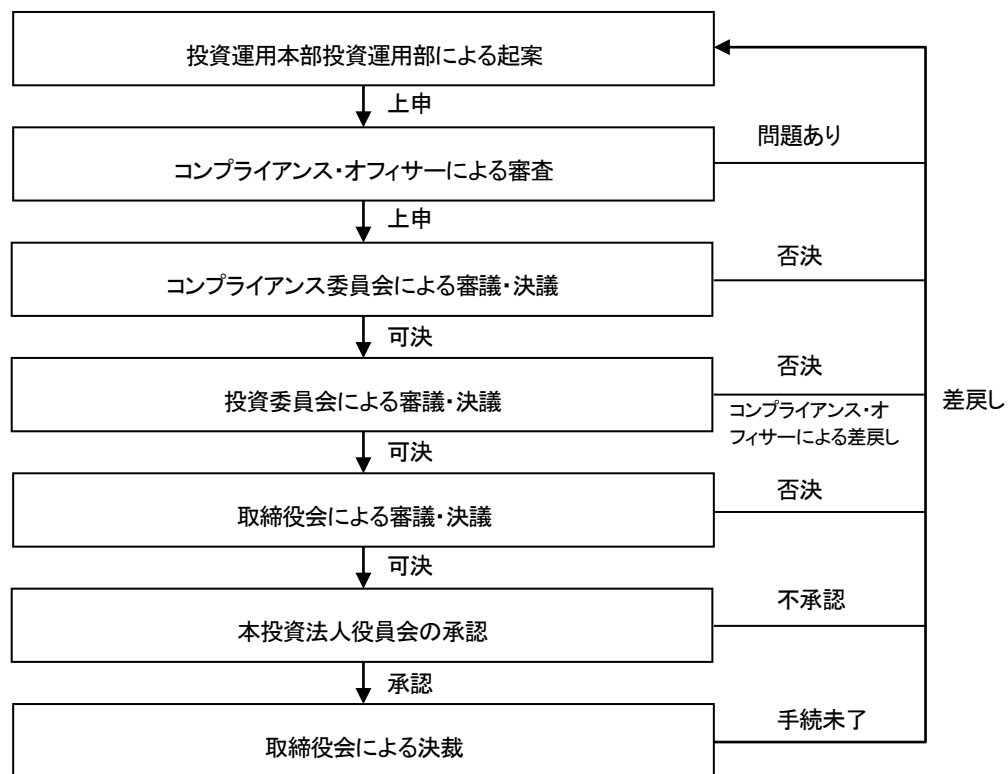 投資運用本部投資運用部による起案
上申
問題あり
コンプライアンス・オフィサーによる審査
上申
否決
コンプライアンス委員会による審議・決議
可決
否決
投資委員会による審議・決議
コンプライアンス・オ
フィサーによる差戻し
差戻し
可決
否決
取締役会による審議・決議
可決
不承認
本投資法人役員会の承認
承認
手続未了
取締役会による決裁